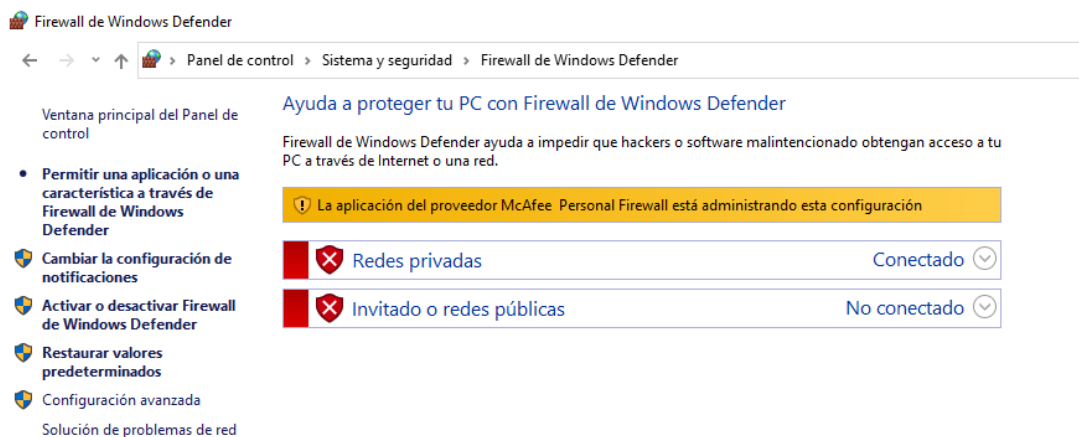 Firewall de Windows Defender
Panel de control > Sistema y seguridad > Firewall de Windows Defender
Ventana principal del Panel de
control
Permitir una aplicación o una
característica a través de
Firewall de Windows
Defender
Cambiar la configuración de
notificaciones
Activar o desactivar Firewall
de Windows Defender
Restaurar valores
predeterminados
Configuración avanzada
Solución de problemas de red
Ayuda a proteger tu PC con Firewall de Windows Defender
Firewall de Windows Defender ayuda a impedir que hackers o software malintencionado obtengan acceso a tu
PC a través de Internet o una red.
La aplicación del proveedor McAfee  Personal Firewall está administrando esta configuración
Redes privadas Conectado
Invitado o redes públicas No conectado